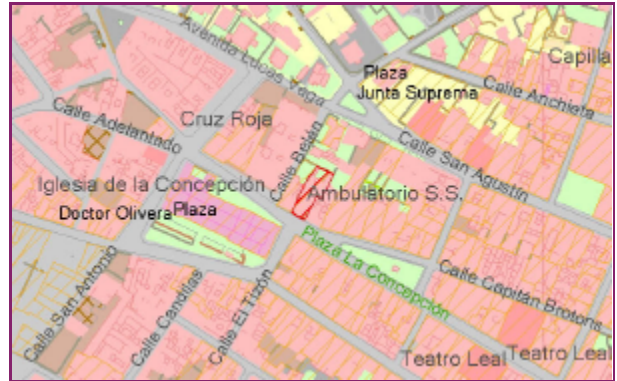 Avenida Lucas Vega
Capilla
Plaza
Junta Suprema
Calle Anchieta
Calle Adelantado
Cruz Roja
Calle Belén
Calle San Agustín
Iglesia de la Concepción
Ambulatorio S.S.
Doctor Olivera
Plaza
Plaza La Concepción
Calle San Antonio
Calle Candilas
Calle El Tizón
Calle Capitán Brotons
Teatro Leal
Teatro Leal